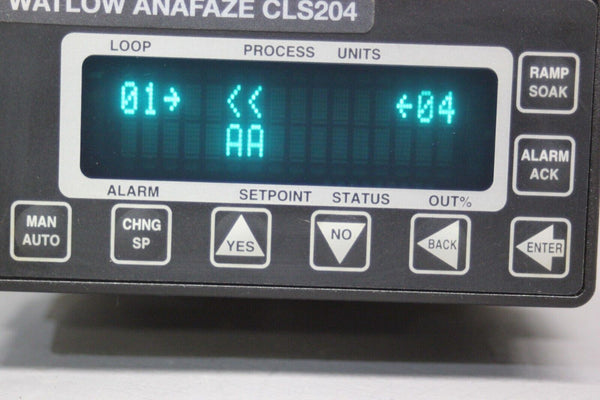 WATLOW ANAFAZE CLS204
LOOP PROCESS UNITS
01→ << ←04
AA
ALARM SETPOINT STATUS OUT%
RAMP
SOAK
ALARM
ACK
MAN
AUTO
CHNG
SP
YES
NO
BACK
ENTER